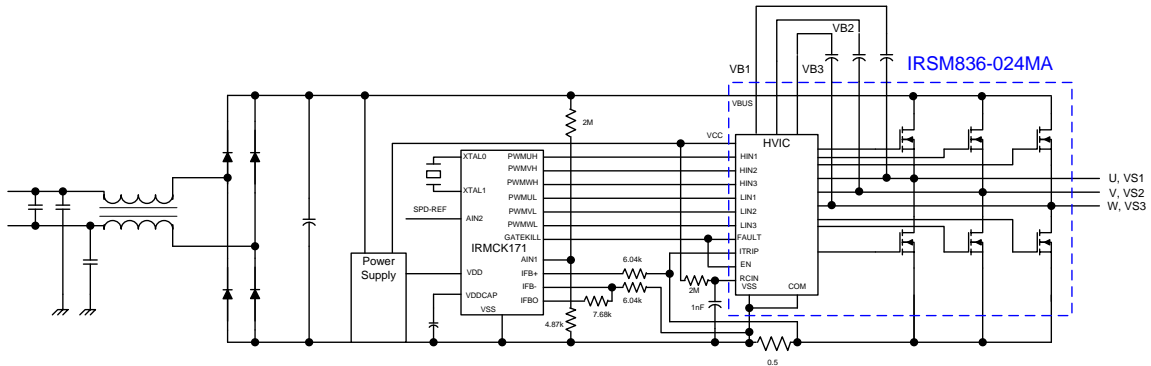 VB2
VB1
VB3
IRSM836-024MA
VBUS
2M
VCC
HVIC
XTAL0
XTAL1
SPD-REF
AIN2
IRMCK171
VDD
VDDCAP
VSS
PWMUH
PWMVH
PWMWH
PWMUL
PWMVL
PWMWL
GATEKILL
AIN1
IFB+
IFB-
IFBO
Power
Supply
6.04k
6.04k
7.68k
4.87k
2M
1nF
HIN1
HIN2
HIN3
LIN1
LIN2
LIN3
FAULT
ITRIP
EN
RCIN
VSS
COM
U, VS1
V, VS2
W, VS3
0.5